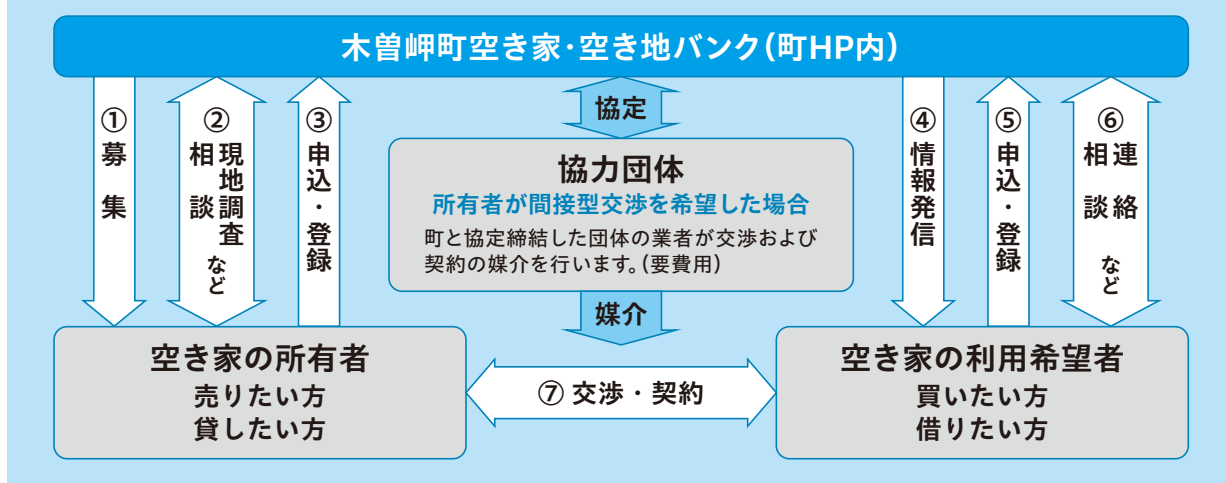 木曽岬町空き家･空き地バンク（町HP内）
①募集
②現地調査
相談など
③申込・登録
協定
協力団体
所有者が間接型交渉を希望した場合
町と協定締結した団体の業者が交渉および
契約の媒介を行います。（要費用）
媒介
④情報発信
⑤申込・登録
⑥連絡
相談など
空き家の所有者
売りたい方
貸したい方
⑦交渉・契約
空き家の利用希望者
買いたい方
借りたい方